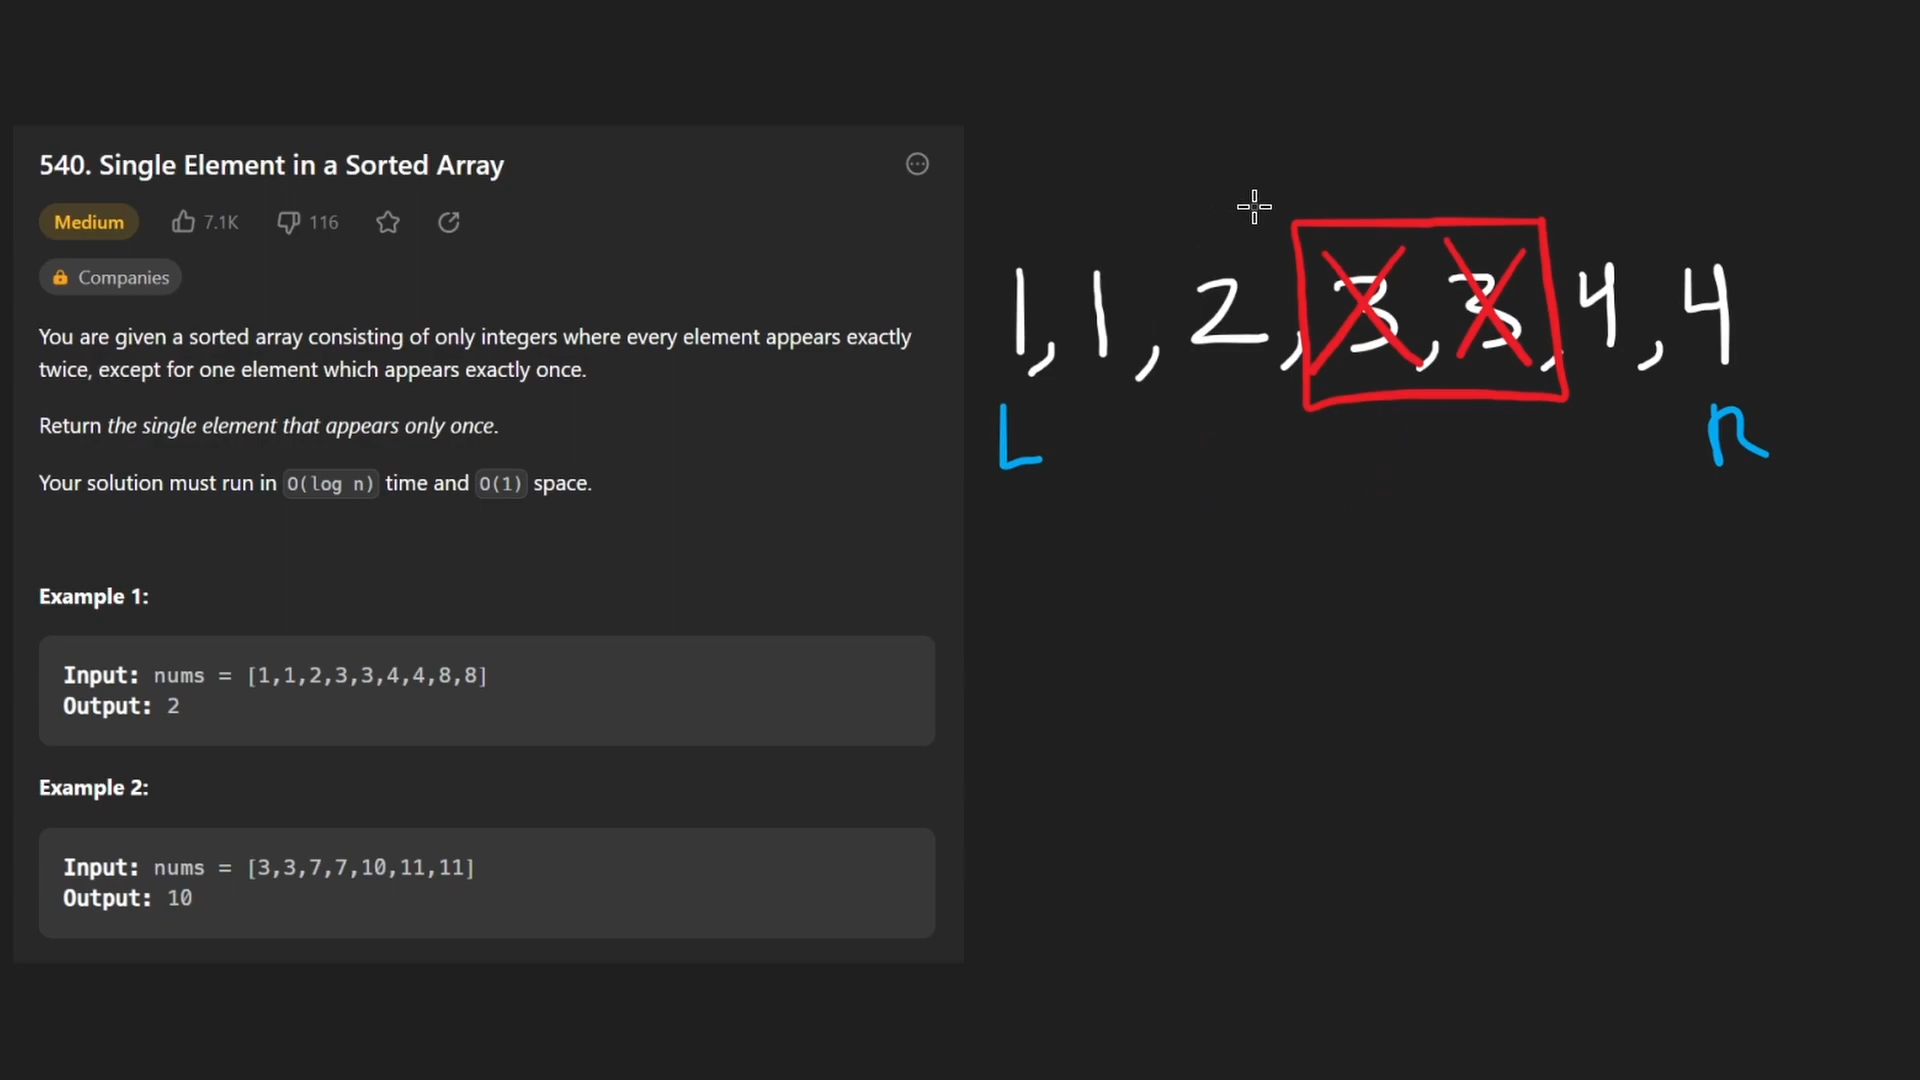 540. Single Element in a Sorted Array
Medium 7.1K 116
Companies
You are given a sorted array consisting of only integers where every element appears exactly
twice, except for one element which appears exactly once.
Return the single element that appears only once.
Your solution must run in O(log n) time and O(1) space.
Example 1:
Input: nums = [1,1,2,3,3,4,4,8,8]
Output: 2
Example 2:
Input: nums = [3,3,7,7,10,11,11]
Output: 10
1,1,2,3,3,4,4
L R